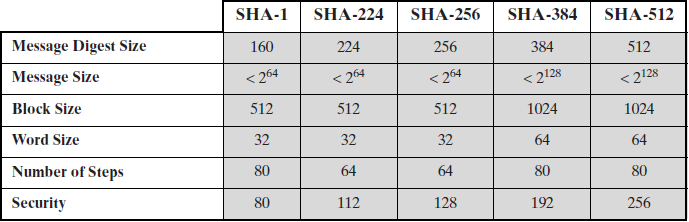 SHA-1 SHA-224 SHA-256 SHA-384 SHA-512
Message Digest Size 160 224 256 384 512
Message Size < 2^64 < 2^64 < 2^64 < 2^128 < 2^128
Block Size 512 512 512 1024 1024
Word Size 32 32 32 64 64
Number of Steps 80 64 64 80 80
Security 80 112 128 192 256